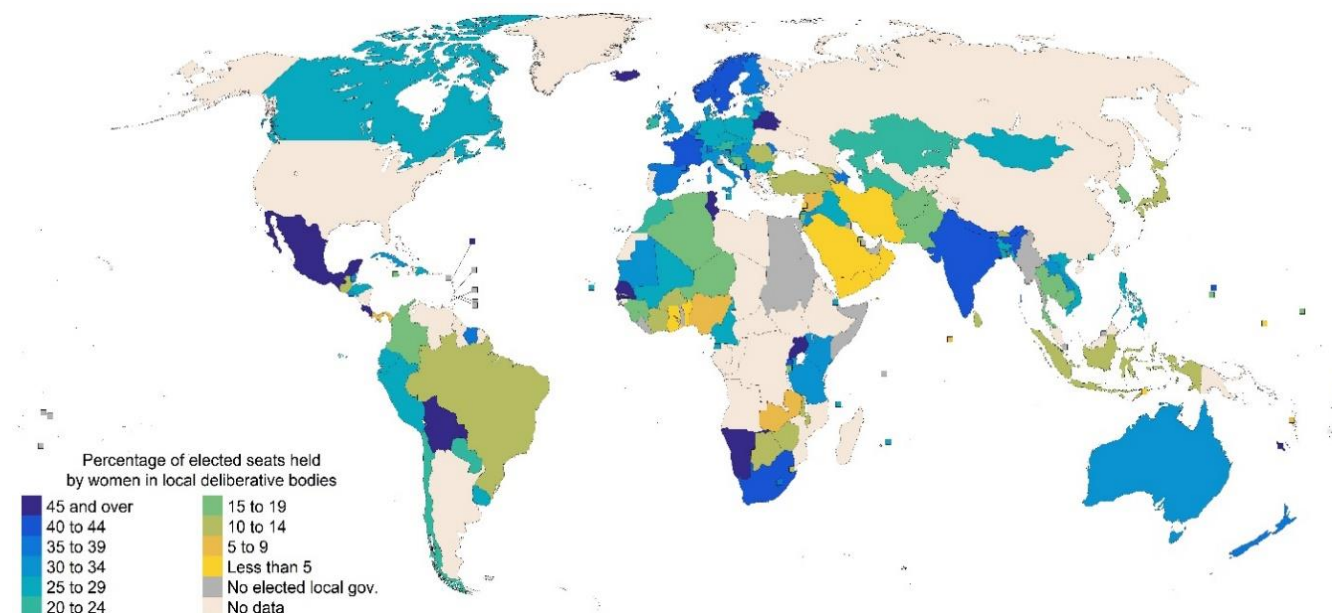 Percentage of elected seats held
by women in local deliberative bodies
45 and over
40 to 44
35 to 39
30 to 34
25 to 29
20 to 24
15 to 19
10 to 14
5 to 9
Less than 5
No elected local gov.
No data